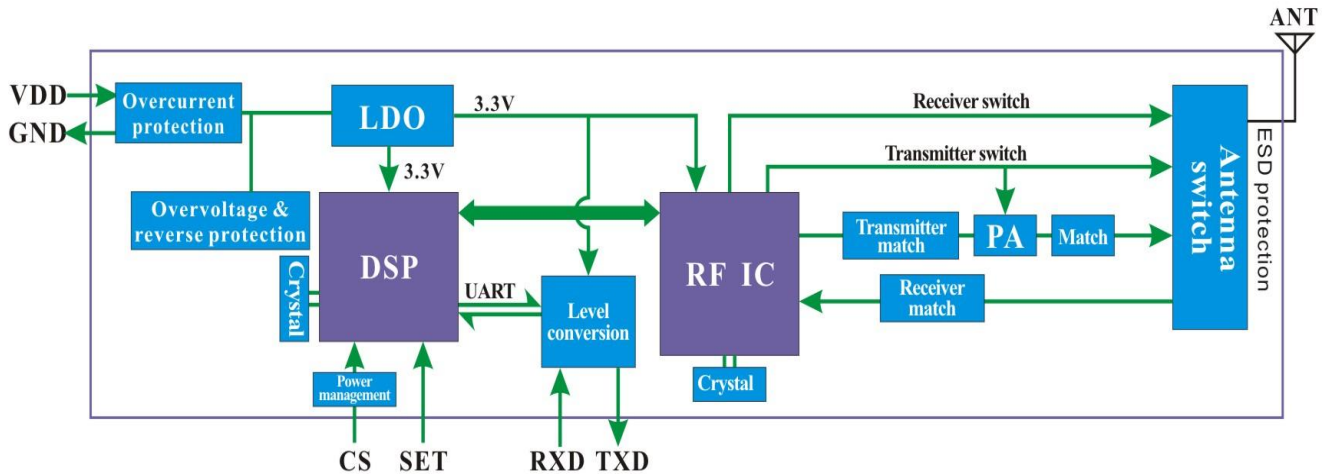 ANT
VDD
GND
Overcurrent
protection
LDO
3.3V
3.3V
Receiver switch
Transmitter switch
Antenna
switch
ESD protection
Overvoltage &
reverse protection
DSP
Crystal
UART
Level
conversion
RF IC
Transmitter
match
PA
Match
Receiver
match
Crystal
Power
management
CS
SET
RXD
TXD